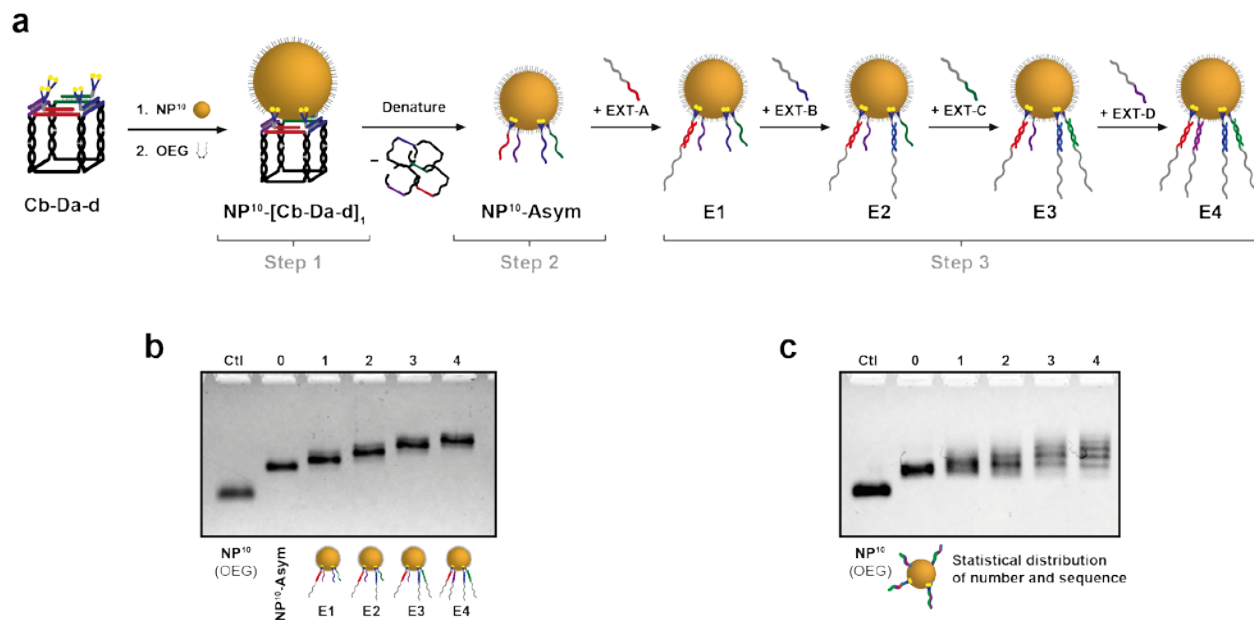 a
1. NP¹⁰
2. OEG
Denature
–
+ EXT-A
+ EXT-B
+ EXT-C
+ EXT-D
Cb-Da-d
NP¹⁰-[Cb-Da-d]₁
NP¹⁰-Asym
E1
E2
E3
E4
Step 1
Step 2
Step 3
b
Ctl 0 1 2 3 4
NP¹⁰
(OEG)
NP¹⁰-Asym
E1 E2 E3 E4
c
Ctl 0 1 2 3 4
NP¹⁰
(OEG)
Statistical distribution
of number and sequence